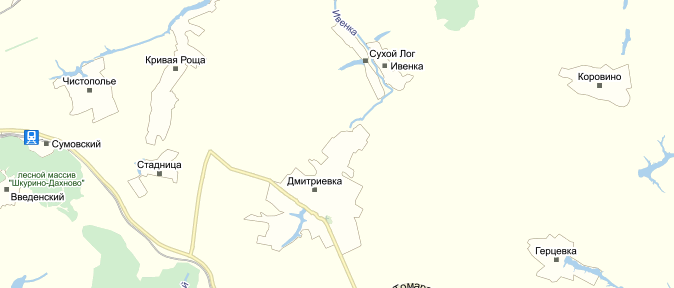 Ивенка
Сухой Лог
Кривая Роща
Ивенка
Коровино
Чистополье
Сумовский
Стадница
лесной массив
"Шкурино-Дахново"
Дмитриевка
Введенский
Герцевка